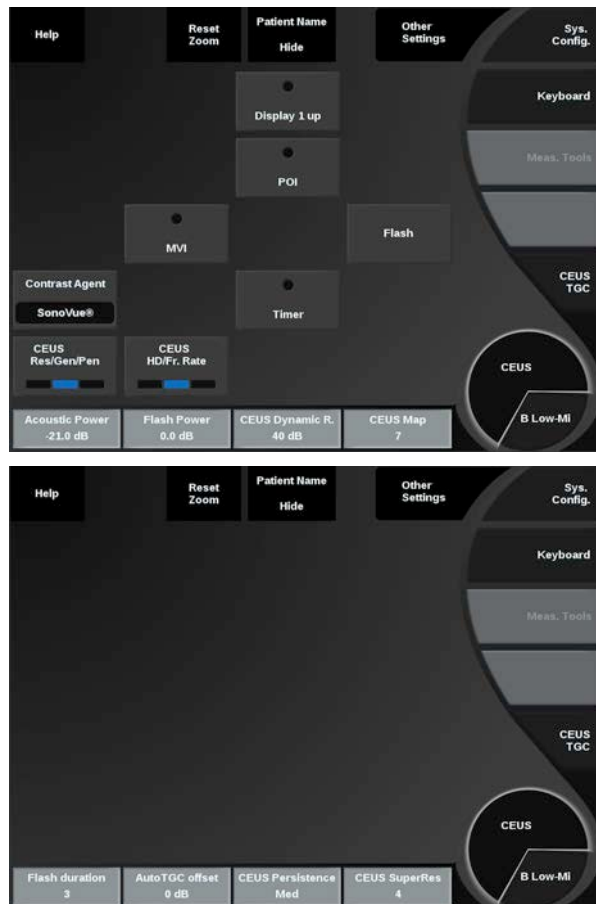 Help
Reset
Zoom
Patient Name
Hide
Other
Settings
Sys.
Config.
Keyboard
Display 1 up
Meas. Tools
POI
MVI
Flash
Contrast Agent
SonoVue®
Timer
CEUS
TGC
CEUS
Res/Gen/Pen
CEUS
HD/Fr. Rate
CEUS
B Low-Mi
Acoustic Power
-21.0 dB
Flash Power
0.0 dB
CEUS Dynamic R.
40 dB
CEUS Map
7
Help
Reset
Zoom
Patient Name
Hide
Other
Settings
Sys.
Config.
Keyboard
Meas. Tools
CEUS
TGC
CEUS
B Low-Mi
Flash duration
3
AutoTGC offset
0 dB
CEUS Persistence
Med
CEUS SuperRes
4